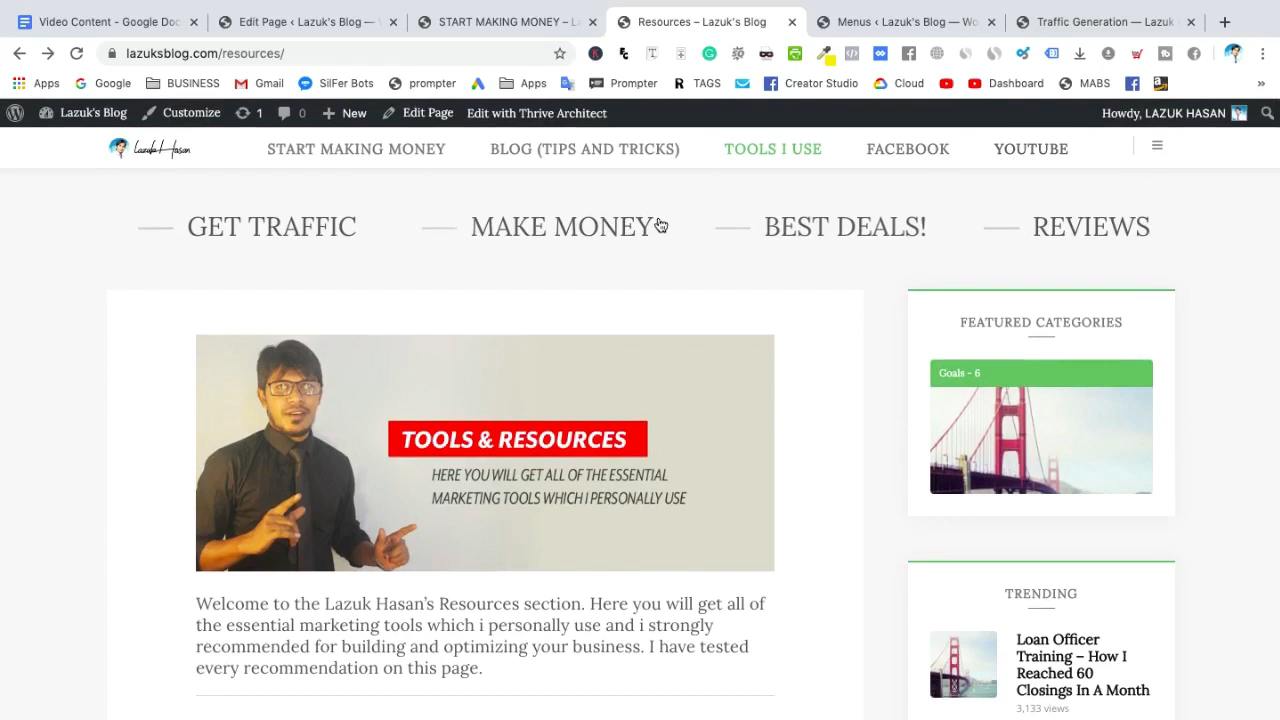 Video Content - Google Doc
Edit Page ‹ Lazuk's Blog —
START MAKING MONEY – L
Resources – Lazuk's Blog
Menus ‹ Lazuk's Blog — Wo
Traffic Generation — Lazuk
lazuksblog.com/resources/
Apps
Google
BUSINESS
Gmail
SilFer Bots
prompter
Apps
Prompter
R TAGS
Creator Studio
Cloud
Dashboard
MABS
Lazuk's Blog
Customize
1
0
New
Edit Page
Edit with Thrive Architect
Howdy, LAZUK HASAN
Lazuk Hasan
START MAKING MONEY
BLOG (TIPS AND TRICKS)
TOOLS I USE
FACEBOOK
YOUTUBE
GET TRAFFIC
MAKE MONEY
BEST DEALS!
REVIEWS
TOOLS & RESOURCES
HERE YOU WILL GET ALL OF THE ESSENTIAL
MARKETING TOOLS WHICH I PERSONALLY USE
Welcome to the Lazuk Hasan's Resources section. Here you will get all of
the essential marketing tools which i personally use and i strongly
recommended for building and optimizing your business. I have tested
every recommendation on this page.
FEATURED CATEGORIES
Goals - 6
TRENDING
Loan Officer
Training – How I
Reached 60
Closings In A Month
3,133 views